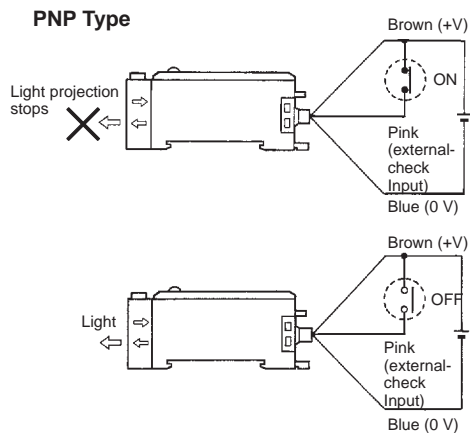 PNP Type
Brown (+V)
Light projection
stops
ON
Pink
(external-
check
Input)
Blue (0 V)
Brown (+V)
Light
OFF
Pink
(external-
check
Input)
Blue (0 V)